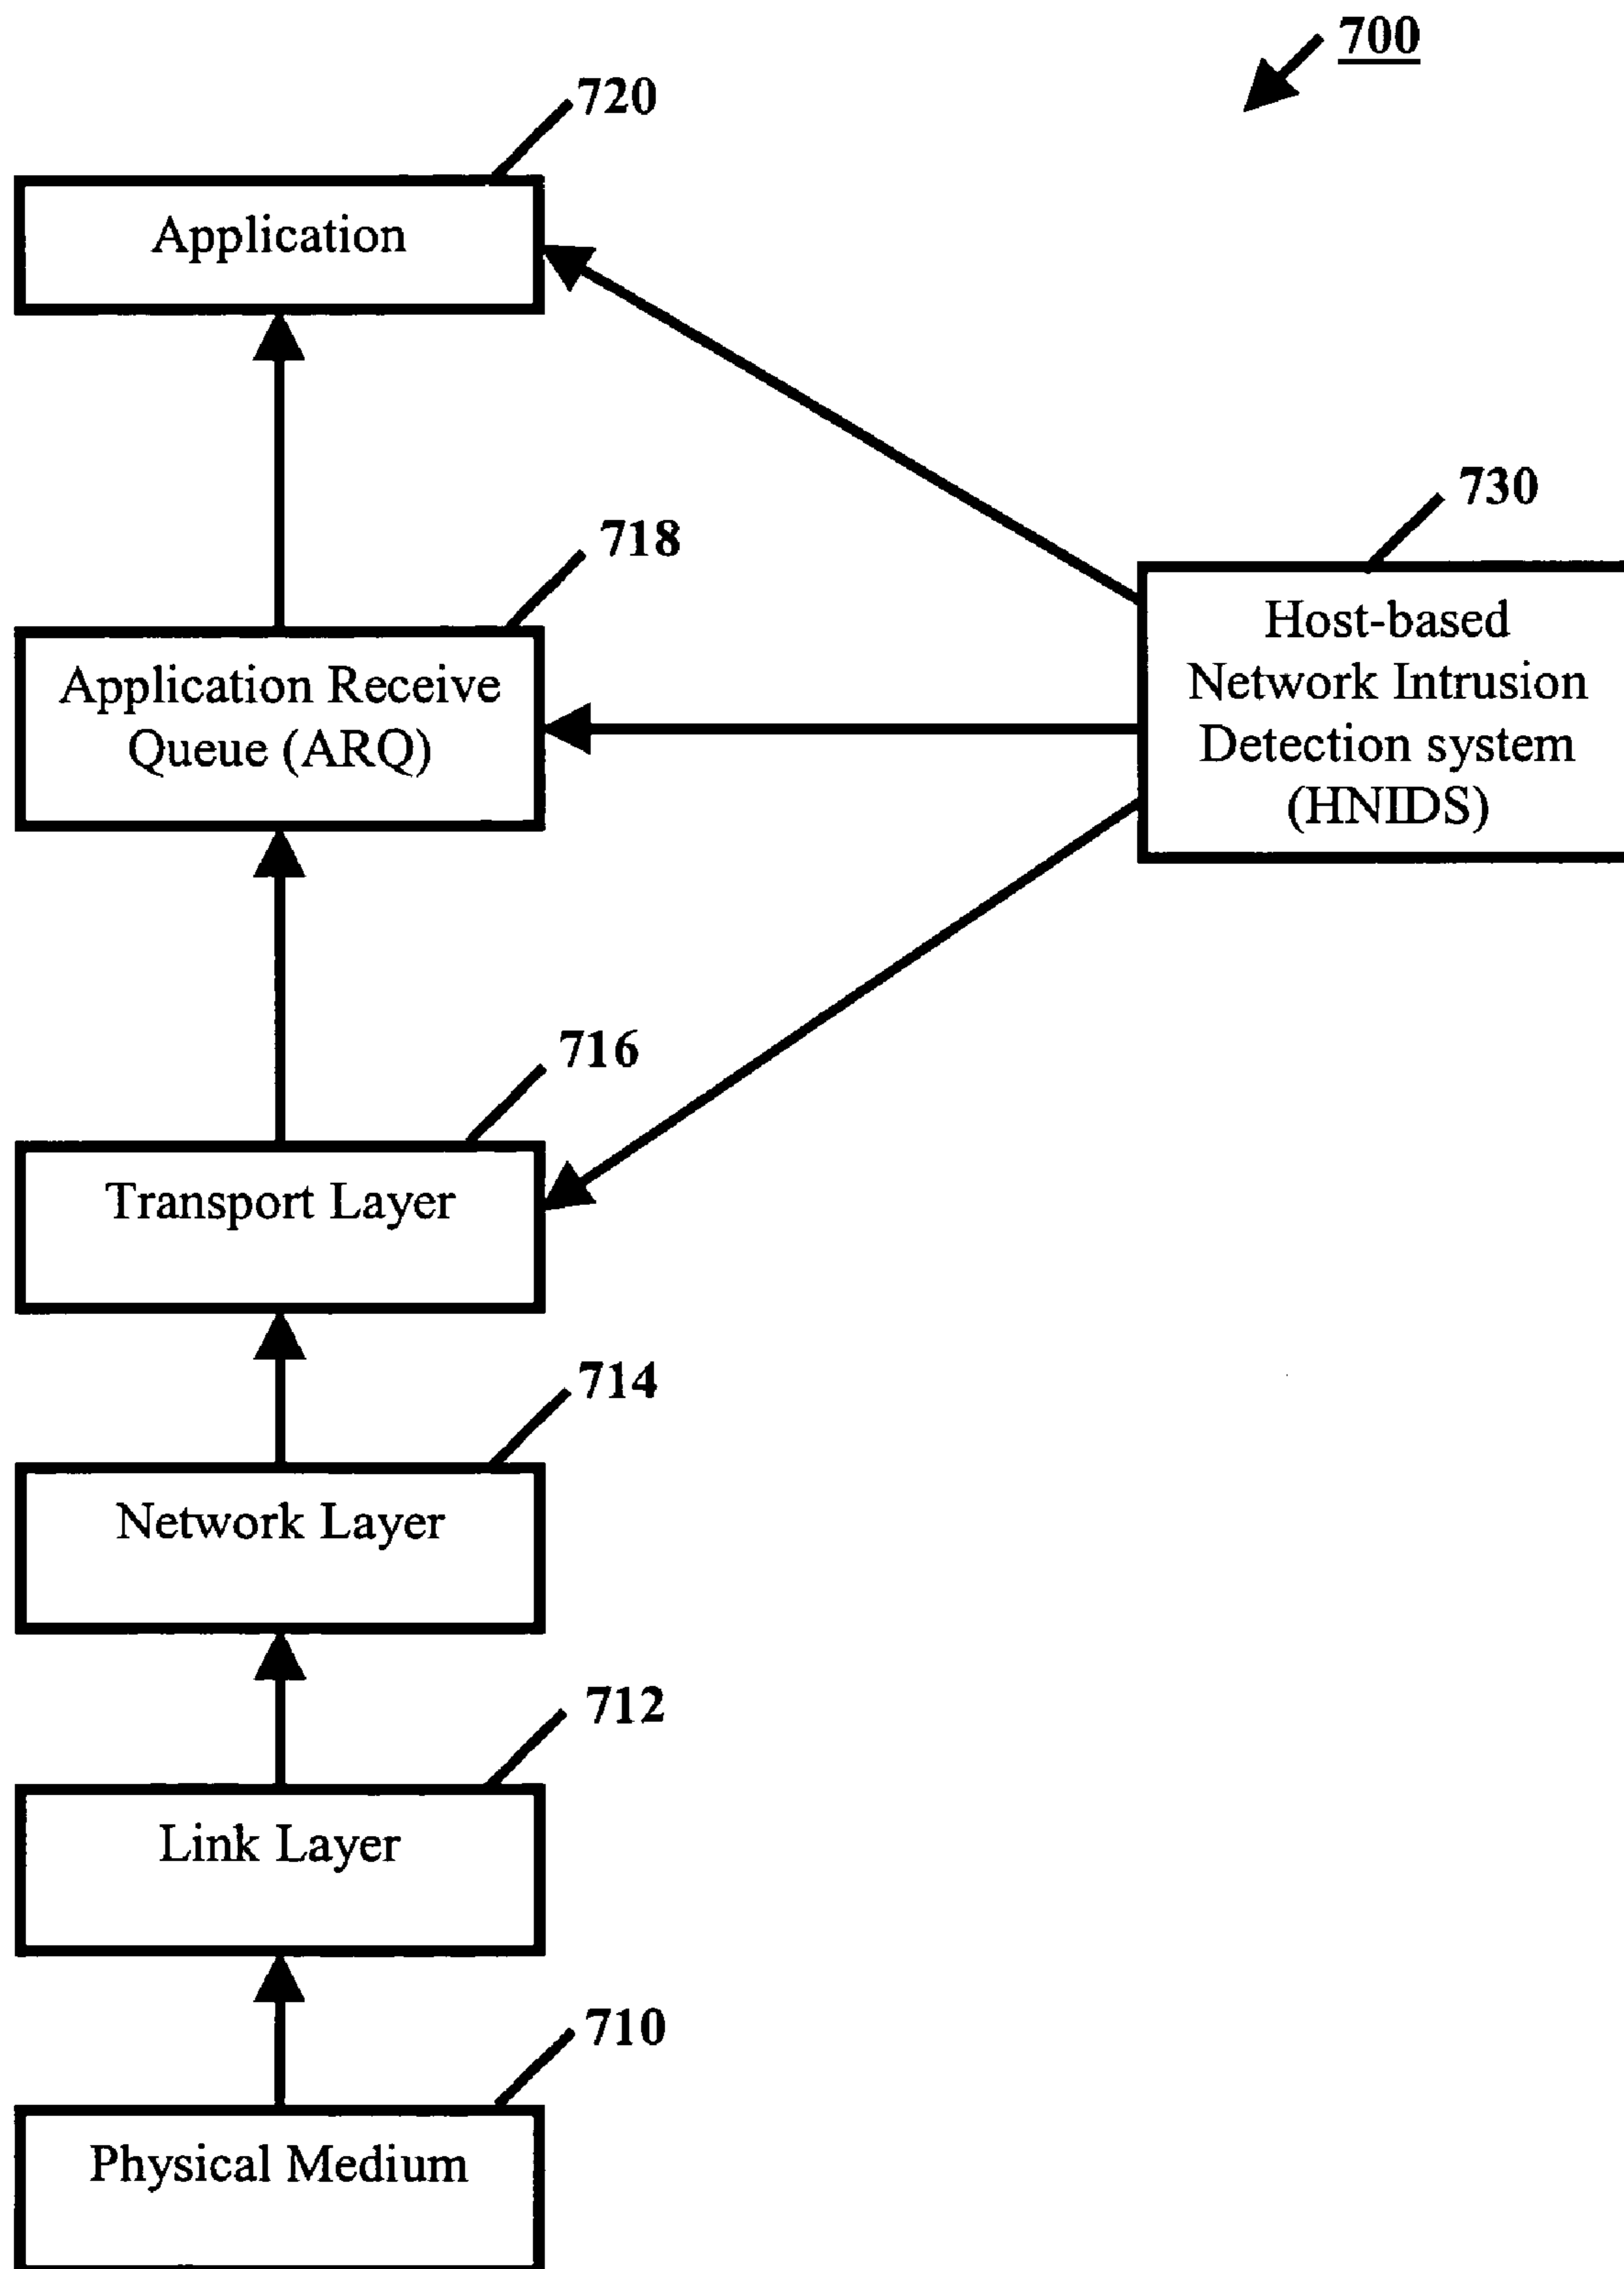 700
720
Application
730
718
Host-based
Network Intrusion
Detection system
(HNIDS)
Application Receive
Queue (ARQ)
716
Transport Layer
714
Network Layer
712
Link Layer
710
Physical Medium